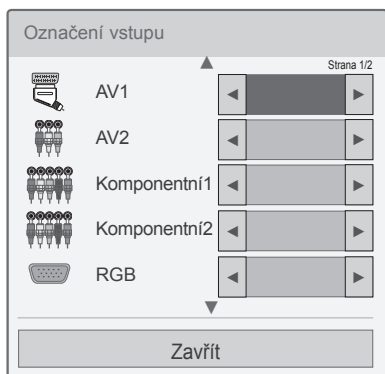 Označení vstupu
Strana 1/2
AV1
AV2
Komponentní1
Komponentní2
RGB
Zavřít